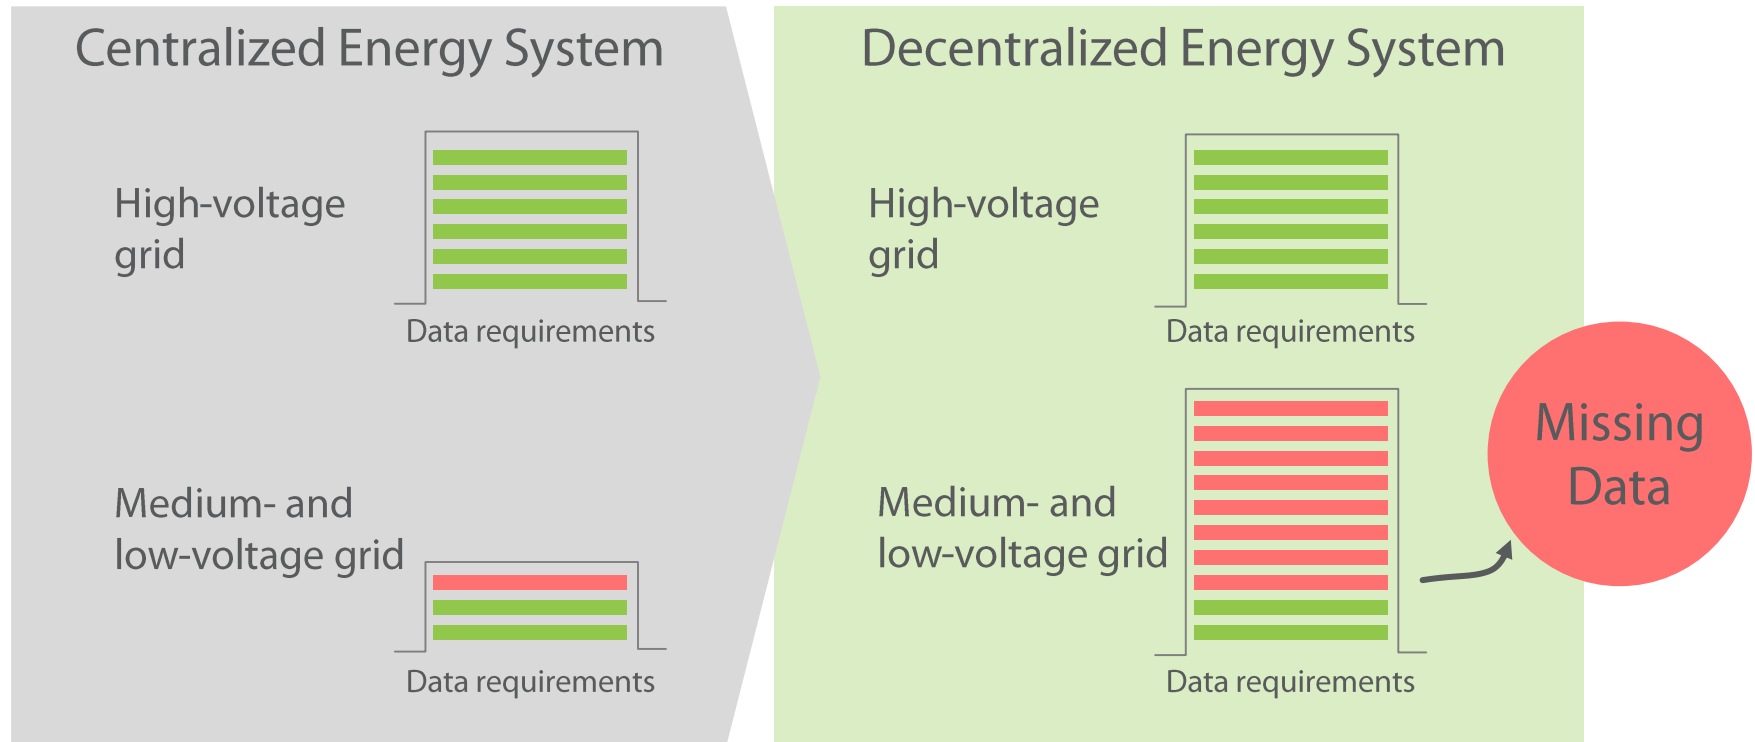 Centralized Energy System
High-voltage
grid
Data requirements
Medium- and
low-voltage grid
Data requirements
Decentralized Energy System
High-voltage
grid
Data requirements
Medium- and
low-voltage grid
Data requirements
Missing
Data